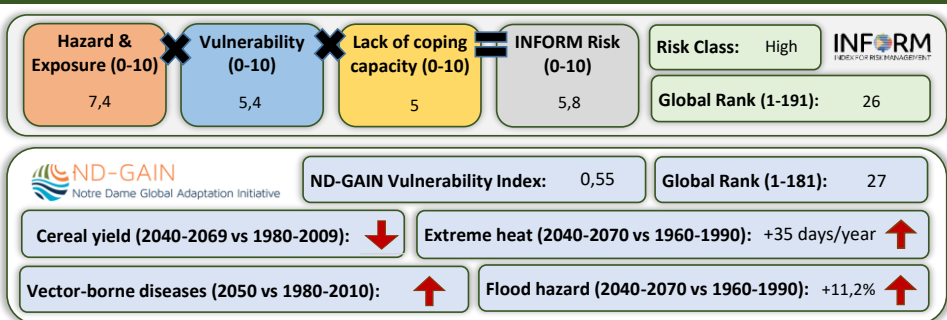 Hazard &
Exposure (0-10)
7,4
Vulnerability
(0-10)
5,4
Lack of coping
capacity (0-10)
5
INFORM Risk
(0-10)
5,8
Risk Class: High
INFORM
INDEX FOR RISK MANAGEMENT
Global Rank (1-191): 26
ND-GAIN
Notre Dame Global Adaptation Initiative
ND-GAIN Vulnerability Index: 0,55
Global Rank (1-181): 27
Cereal yield (2040-2069 vs 1980-2009):
Extreme heat (2040-2070 vs 1960-1990): +35 days/year
Vector-borne diseases (2050 vs 1980-2010):
Flood hazard (2040-2070 vs 1960-1990): +11,2%